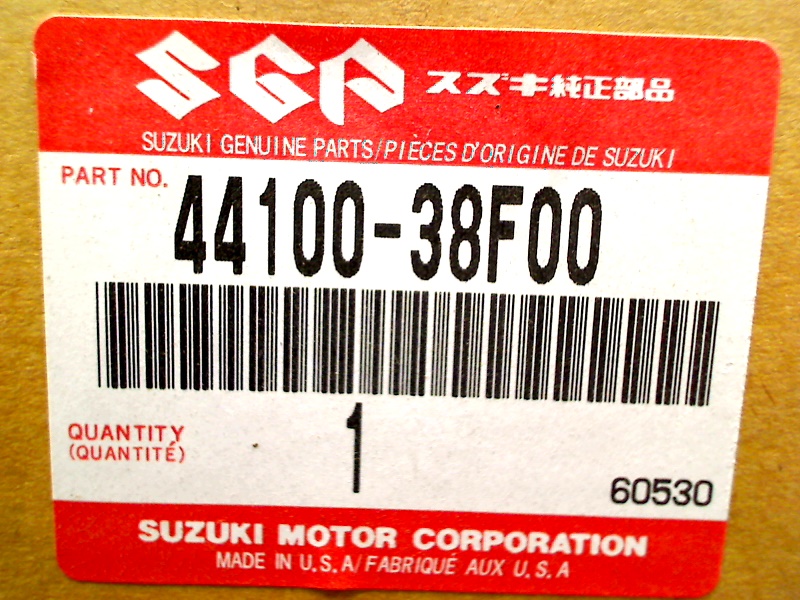 SGP スズキ純正部品
SUZUKI GENUINE PARTS/PIÈCES D'ORIGINE DE SUZUKI
PART NO. 44100-38F00
QUANTITY 1
(QUANTITÉ)
60530
SUZUKI MOTOR CORPORATION
MADE IN U.S.A/FABRIQUÉ AUX U.S.A